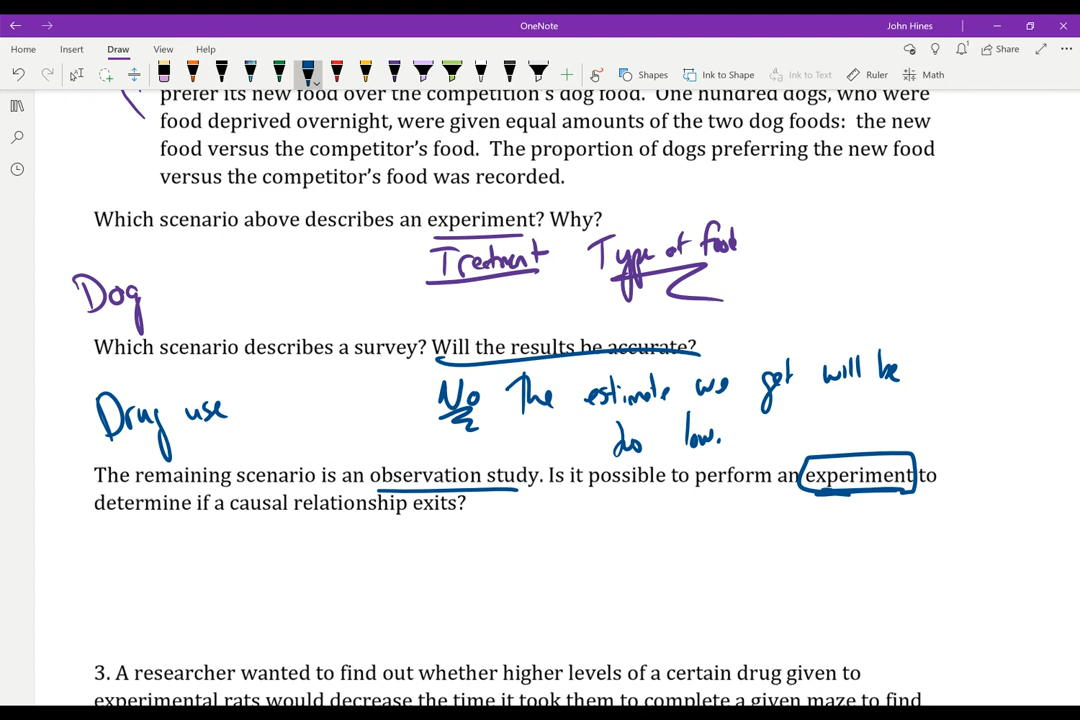 OneNote
John Hines
Home Insert Draw View Help
1 Share
Shapes Ink to Shape Ink to Text Ruler Math
prefer its new food over the competition's dog food. One hundred dogs, who were
food deprived overnight, were given equal amounts of the two dog foods: the new
food versus the competitor's food. The proportion of dogs preferring the new food
versus the competitor's food was recorded.
Which scenario above describes an experiment? Why?
Treatment Type of food
Dog
Which scenario describes a survey? Will the results be accurate?
No The estimate we get will be
Drug use
low.
The remaining scenario is an observation study. Is it possible to perform an experiment to
determine if a causal relationship exits?
3. A researcher wanted to find out whether higher levels of a certain drug given to
experimental rats would decrease the time it took them to complete a given maze to find